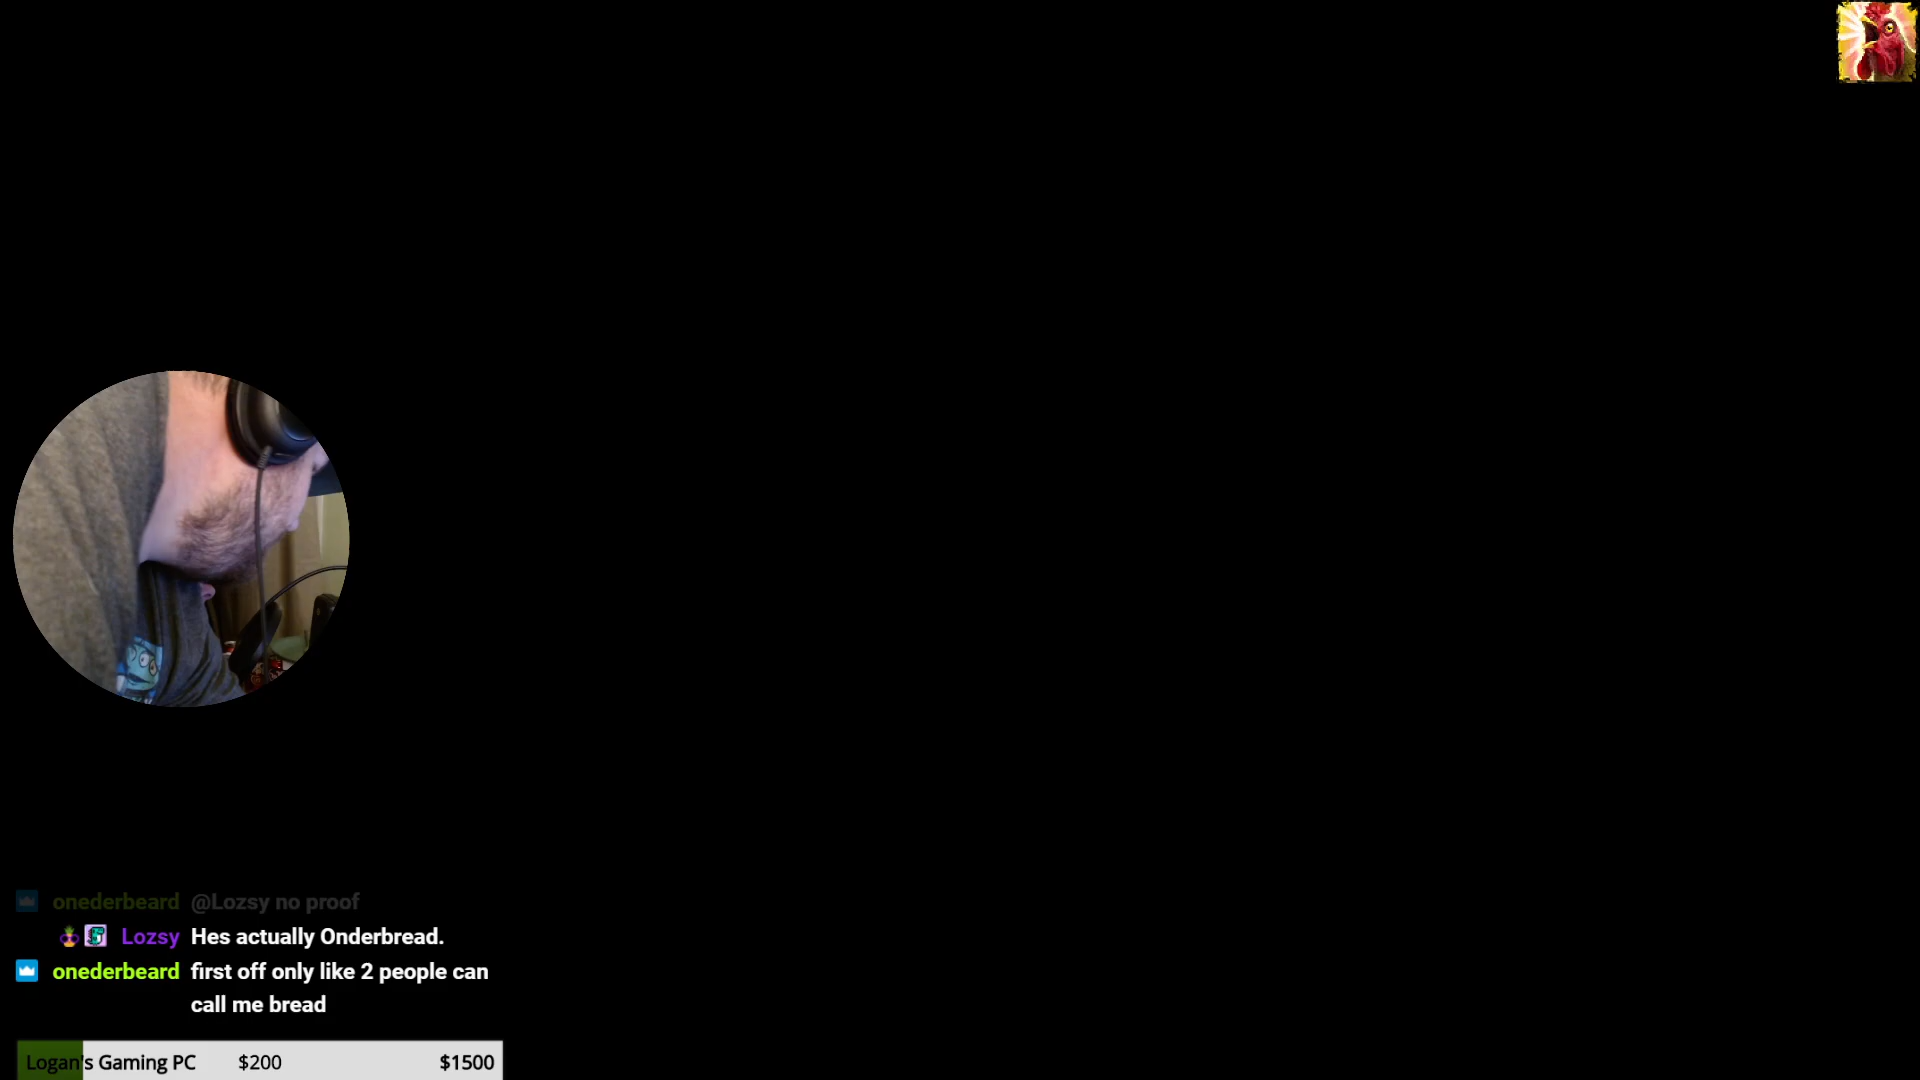 onederbeard @Lozsy no proof
Lozsy Hes actually Onderbread.
onederbeard first off only like 2 people can
call me bread
Logan's Gaming PC $200 $1500